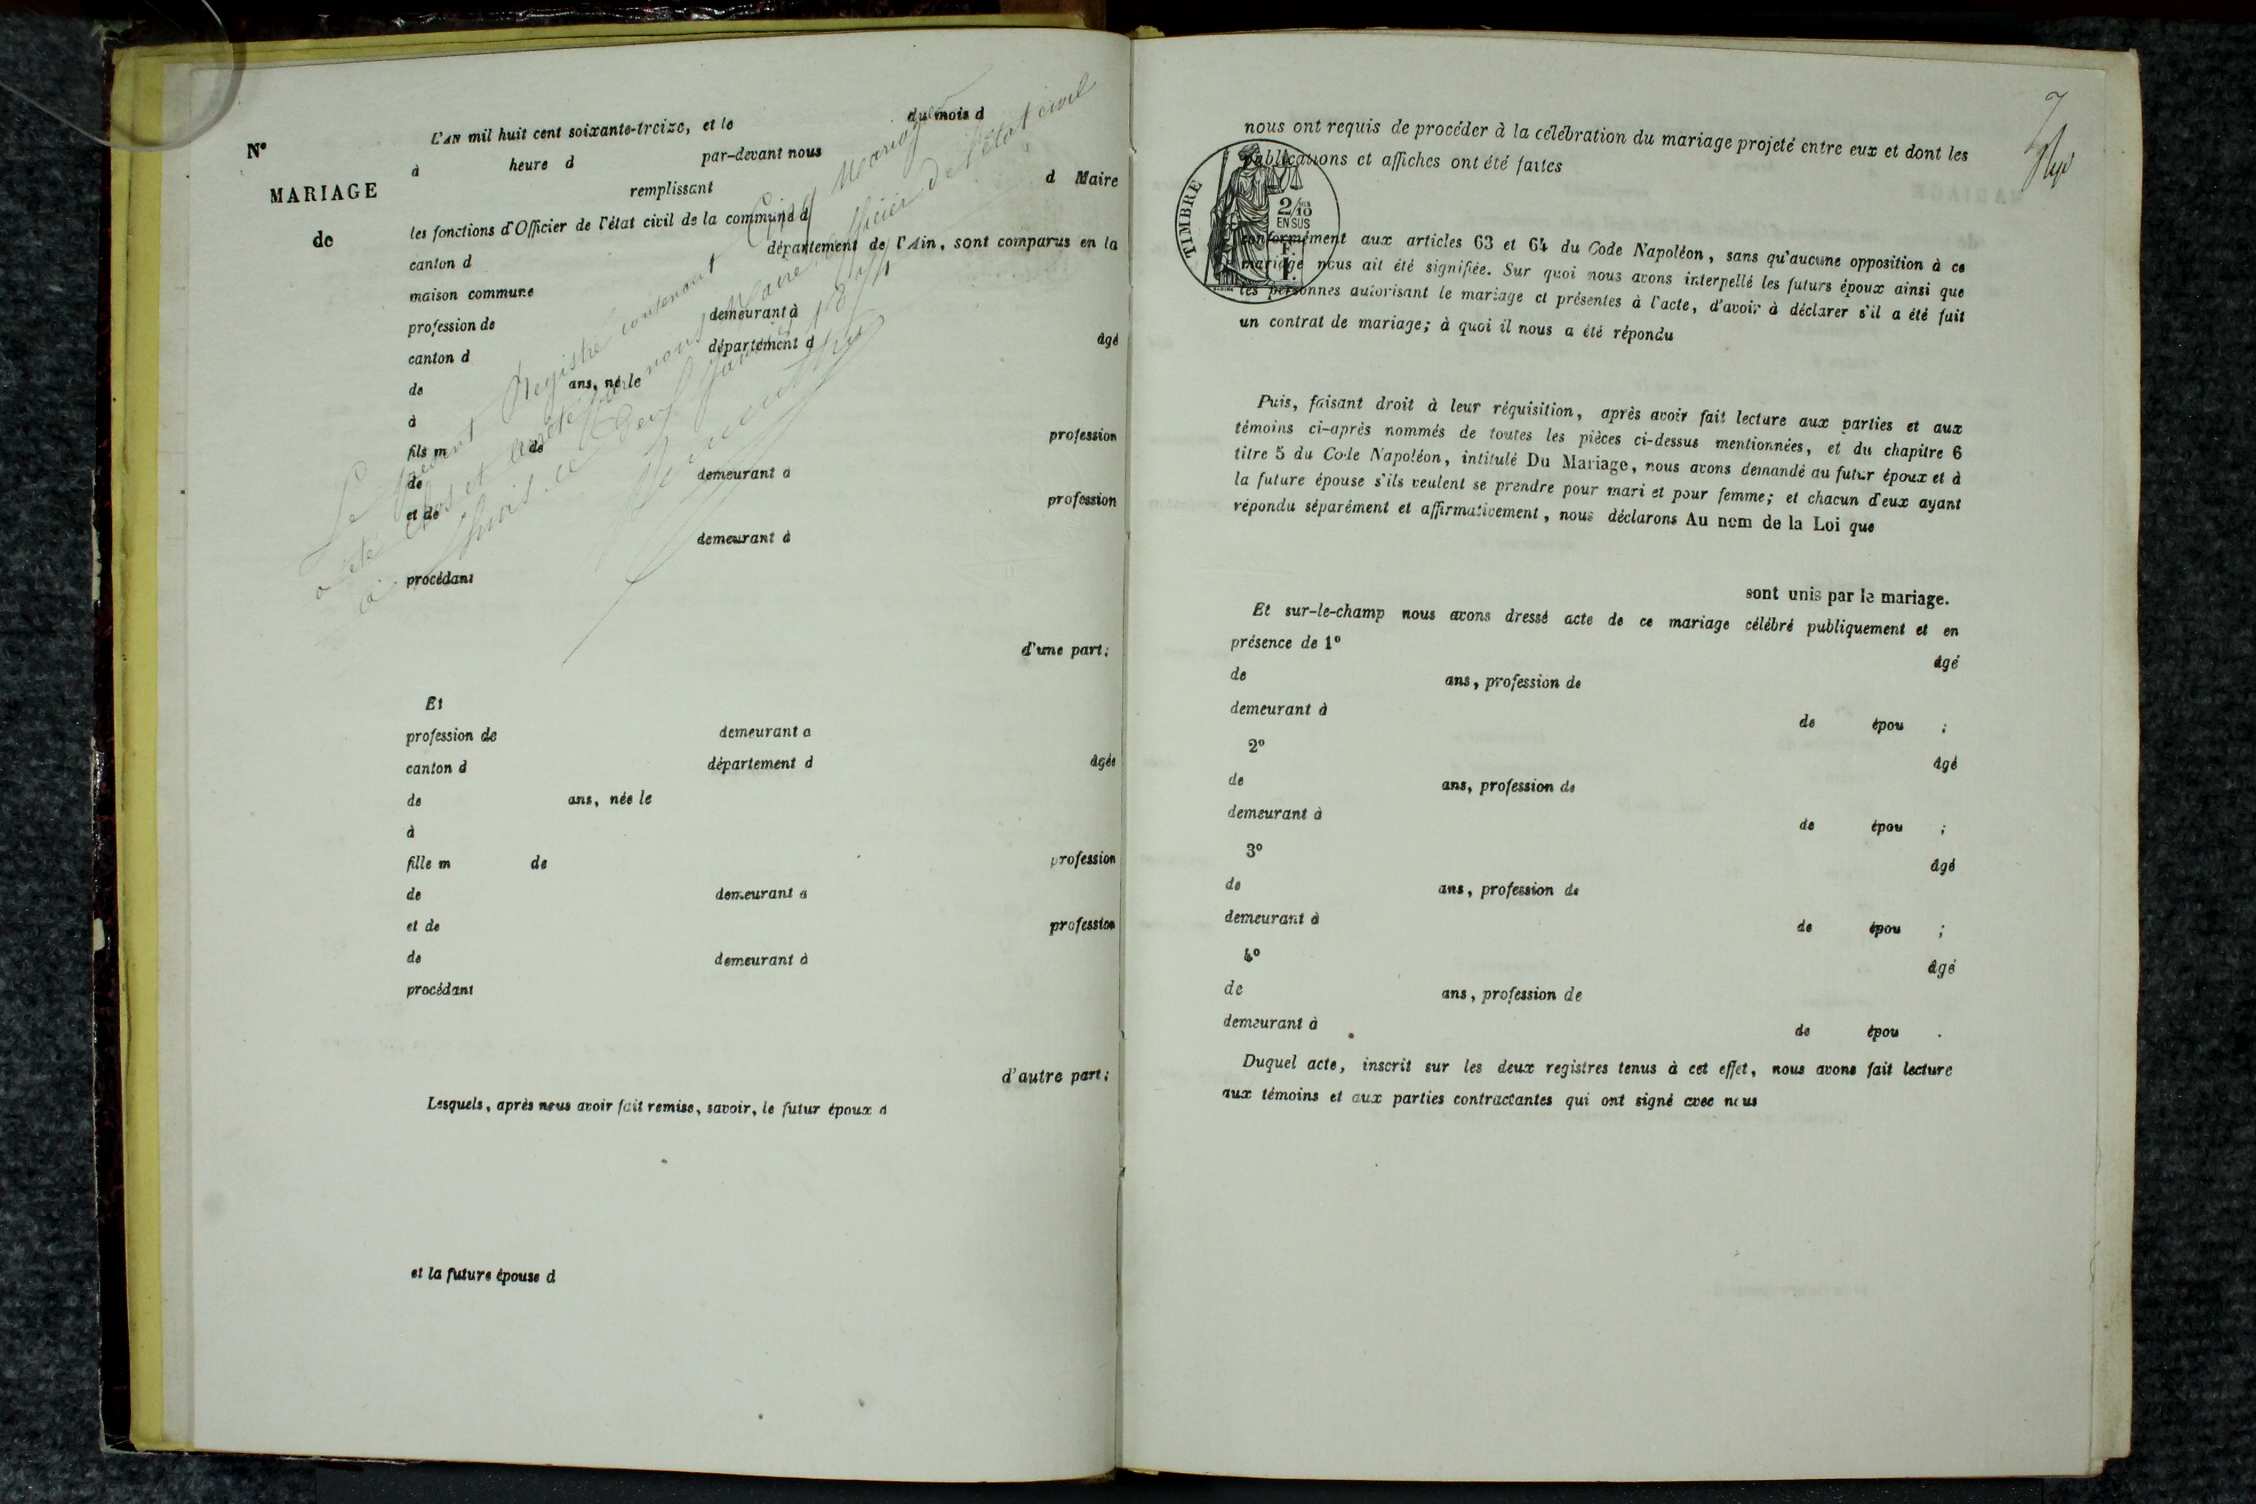 N°
MARIAGE
de
L'AN mil huit cent soixante-treize, et le du mois d
à heure d par-devant nous
remplissant d Maire
les fonctions d'Officier de l'état civil de la commune d
canton d département de l'Ain, sont comparus en la
maison commune
profession de demeurant à
canton d département d âgé
de ans, né le
à
fils m de profession
de demeurant à
et de profession
demeurant à
procédant
d'une part;
Et
profession de demeurant à
canton d département d âgée
de ans, née le
à
fille m de profession
de demeurant à
et de profession
de demeurant à
procédant
d'autre part;
Lesquels, après nous avoir fait remise, savoir, le futur époux d
et la future épouse d
Le présent Registre contenant Cinq Mariages
a été clos et arrêté par nous Maire officier de l'état civil
à ce deux Janvier 1874
7
nous ont requis de procéder à la célébration du mariage projeté entre eux et dont les
publications et affiches ont été faites
TIMBRE
2/10
EN SUS
conformément aux articles 63 et 64 du Code Napoléon, sans qu'aucune opposition à ce
mariage nous ait été signifiée. Sur quoi nous avons interpellé les futurs époux ainsi que
les personnes autorisant le mariage et présentes à l'acte, d'avoir à déclarer s'il a été fait
un contrat de mariage; à quoi il nous a été répondu
Puis, faisant droit à leur réquisition, après avoir fait lecture aux parties et aux
témoins ci-après nommés de toutes les pièces ci-dessus mentionnées, et du chapitre 6
titre 5 du Code Napoléon, intitulé Du Mariage, nous avons demandé au futur époux et à
la future épouse s'ils veulent se prendre pour mari et pour femme; et chacun d'eux ayant
répondu séparément et affirmativement, nous déclarons Au nom de la Loi que
sont unis par le mariage.
Et sur-le-champ nous avons dressé acte de ce mariage célébré publiquement et en
présence de 1° âgé
de ans, profession de
demeurant à de épou ;
2° âgé
de ans, profession de
demeurant à de épou ;
3° âgé
de ans, profession de
demeurant à de épou ;
4° âgé
de ans, profession de
demeurant à de épou .
Duquel acte, inscrit sur les deux registres tenus à cet effet, nous avons fait lecture
aux témoins et aux parties contractantes qui ont signé avec nous